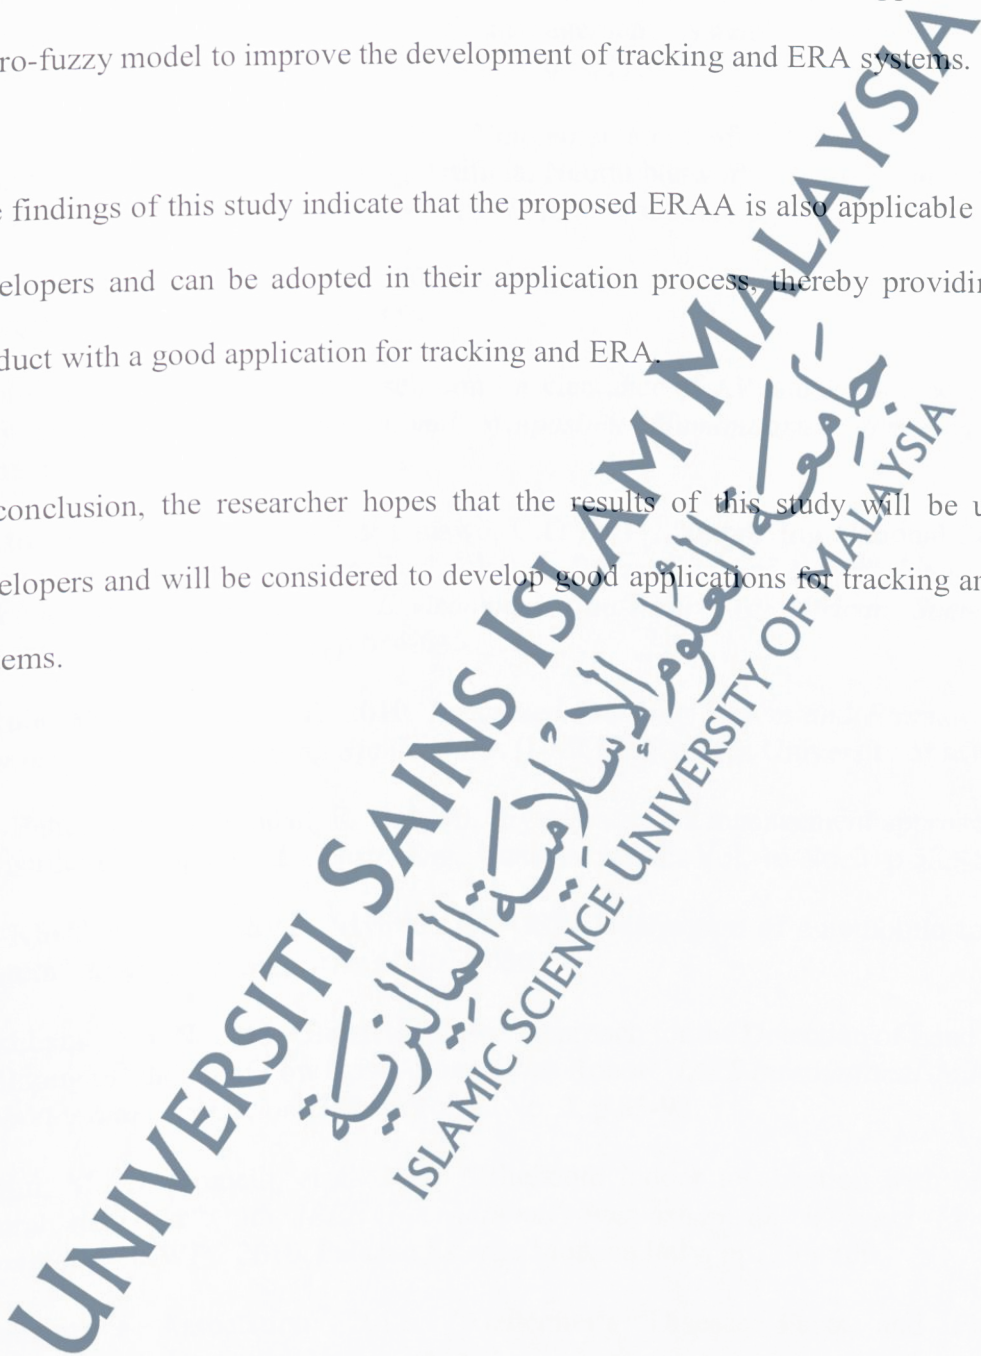 ro-fuzzy model to improve the development of tracking and ERA systems.
findings of this study indicate that the proposed ERAA is also applicable
elopers and can be adopted in their application process, thereby providin
duct with a good application for tracking and ERA.
conclusion, the researcher hopes that the results of this study will be u
elopers and will be considered to develop good applications for tracking an
ems.
UNIVERSITI SAINS ISLAM MALAYSIA
جامعة العلوم الإسلامية الماليزية
ISLAMIC SCIENCE UNIVERSITY OF MALAYSIA